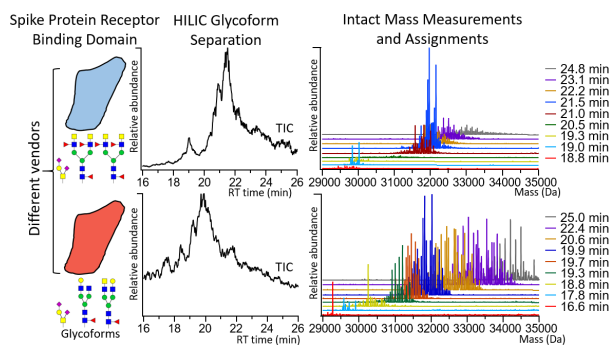 Spike Protein Receptor
Binding Domain
HILIC Glycoform
Separation
Intact Mass Measurements
and Assignments
Different vendors
Relative abundance
TIC
16 18 20 22 24 26
RT time (min)
Relative abundance
24.8 min
23.1 min
22.2 min
21.5 min
21.0 min
20.5 min
19.3 min
19.0 min
18.8 min
29000 30000 31000 32000 33000 34000 35000
Mass (Da)
Relative abundance
TIC
16 18 20 22 24 26
RT time (min)
Relative abundance
25.0 min
22.4 min
20.6 min
19.9 min
19.7 min
19.3 min
18.8 min
17.8 min
16.6 min
29000 30000 31000 32000 33000 34000 35000
Mass (Da)
Glycoforms